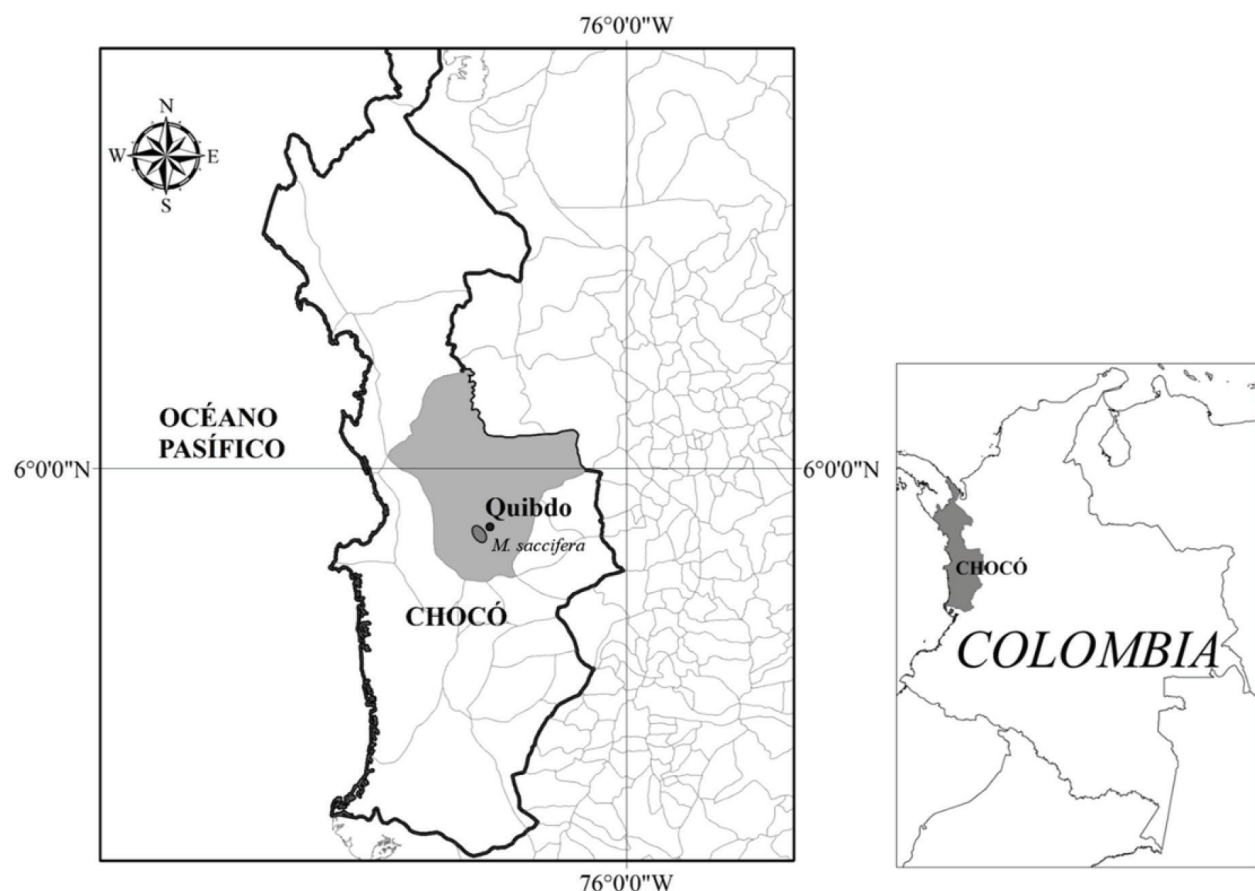 76°0'0"W
N
W E
S
OCÉANO
PASÍFICO
6°0'0"N
6°0'0"N
Quibdo
M. saccifera
CHOCÓ
76°0'0"W
CHOCÓ
COLOMBIA